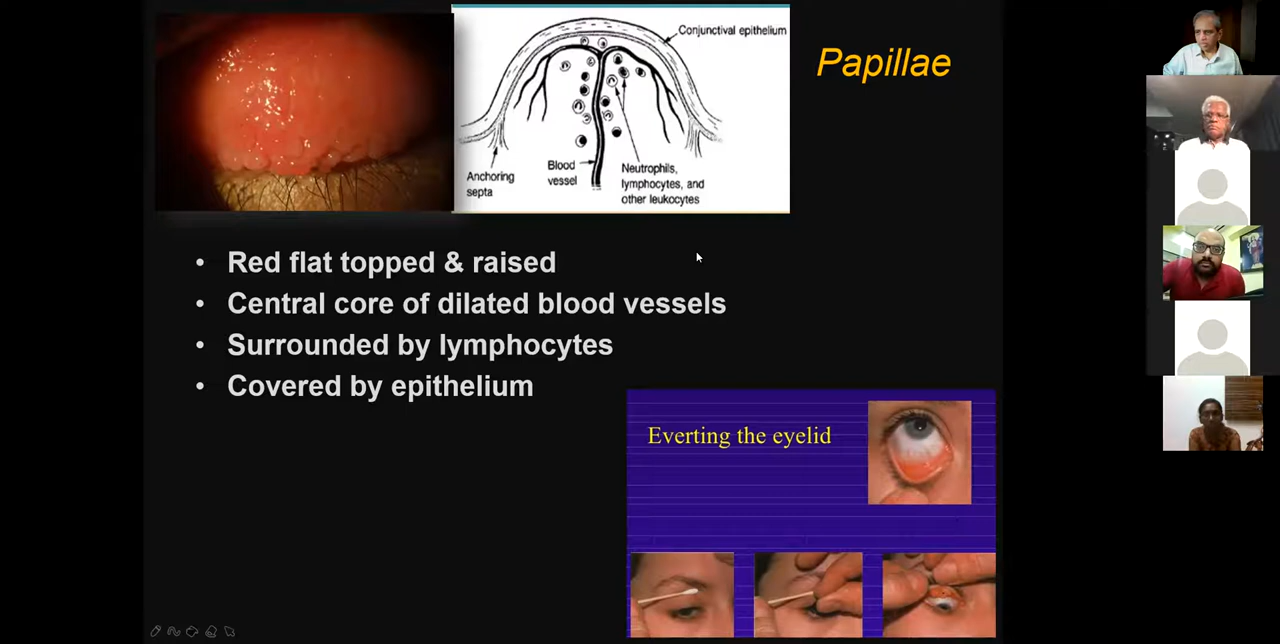 Conjunctival epithelium
Papillae
Anchoring
septa
Blood
vessel
Neutrophils,
lymphocytes, and
other leukocytes
• Red flat topped & raised
• Central core of dilated blood vessels
• Surrounded by lymphocytes
• Covered by epithelium
Everting the eyelid